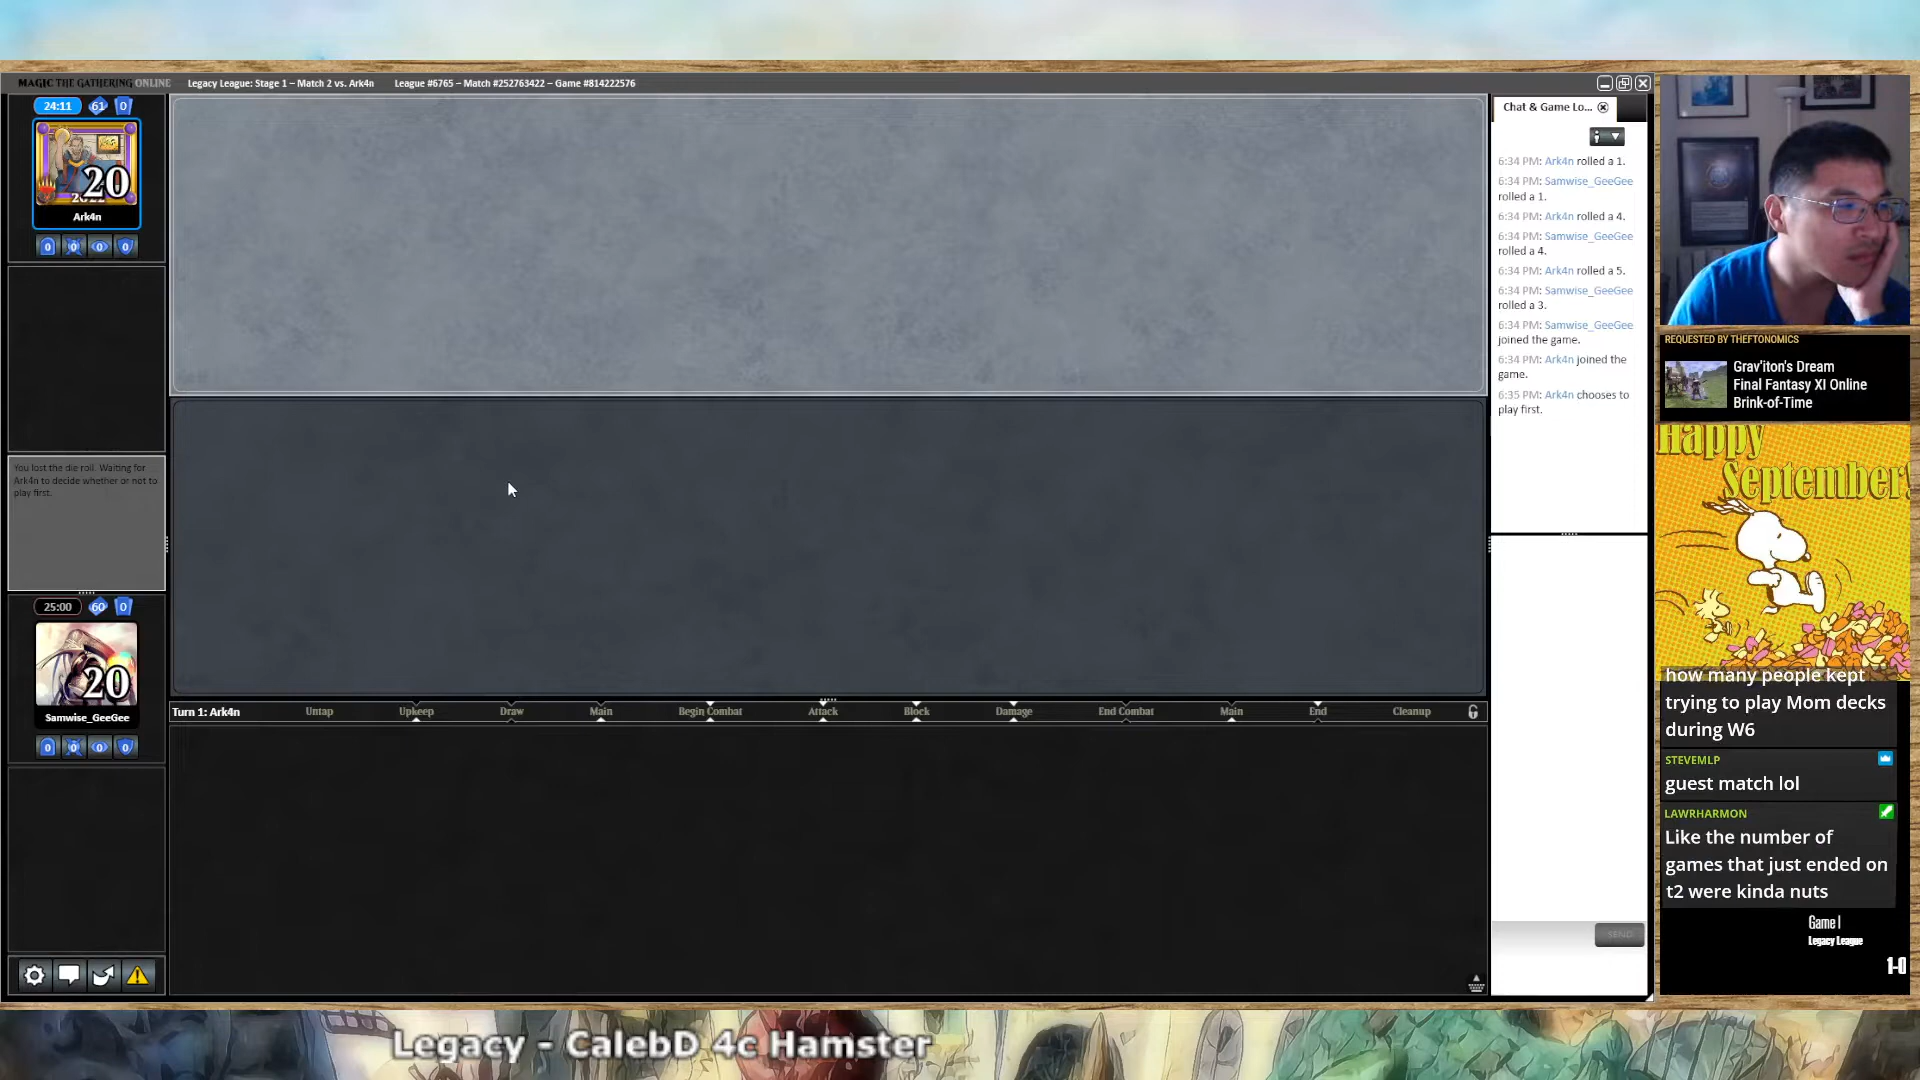 MAGIC THE GATHERING ONLINE
Legacy League: Stage 1 – Match 2 vs. Ark4n
League #6765 – Match #252763422 – Game #814222576
24:11 61 0
20
Ark4n
0 0 0 0
You lost the die roll. Waiting for
Ark4n to decide whether or not to
play first.
25:00 60 0
20
Samwise_GeeGee
0 0 0 0
Turn 1: Ark4n
Untap
Upkeep
Draw
Main
Begin Combat
Attack
Block
Damage
End Combat
Main
End
Cleanup
Chat & Game Lo...
6:34 PM: Ark4n rolled a 1.
6:34 PM: Samwise_GeeGee
rolled a 1.
6:34 PM: Ark4n rolled a 4.
6:34 PM: Samwise_GeeGee
rolled a 4.
6:34 PM: Ark4n rolled a 5.
6:34 PM: Samwise_GeeGee
rolled a 3.
6:34 PM: Samwise_GeeGee
joined the game.
6:34 PM: Ark4n joined the
game.
6:35 PM: Ark4n chooses to
play first.
SEND
REQUESTED BY THEFTONOMICS
Grav'iton's Dream
Final Fantasy XI Online
Brink-of-Time
Happy
September!
how many people kept
trying to play Mom decks
during W6
STEVEMLP
guest match lol
LAWRHARMON
Like the number of
games that just ended on
t2 were kinda nuts
Game 1
Legacy League
1-0
Legacy - CalebD 4c Hamster